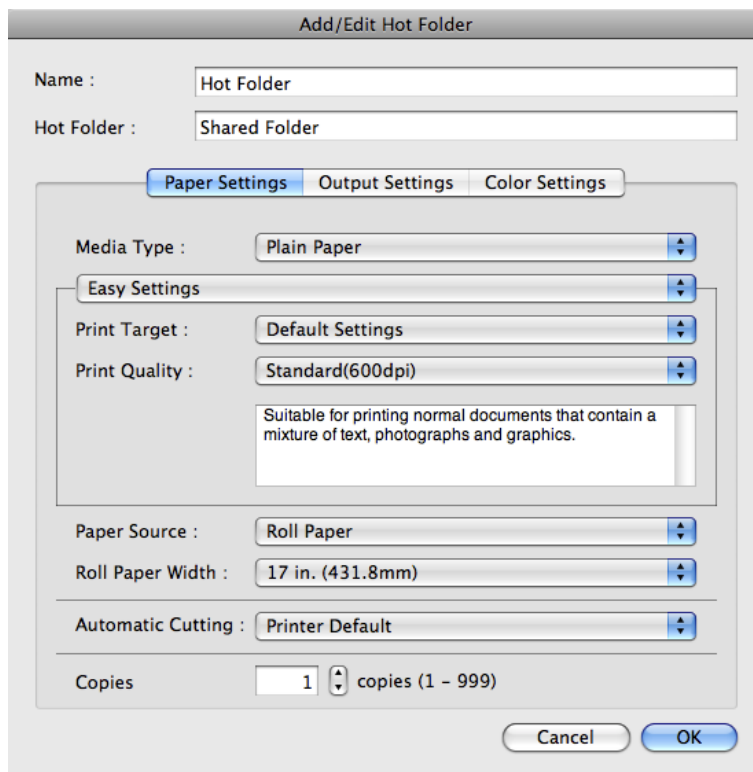 Add/Edit Hot Folder
Name : Hot Folder
Hot Folder : Shared Folder
Paper Settings Output Settings Color Settings
Media Type : Plain Paper
Easy Settings
Print Target : Default Settings
Print Quality : Standard(600dpi)
Suitable for printing normal documents that contain a
mixture of text, photographs and graphics.
Paper Source : Roll Paper
Roll Paper Width : 17 in. (431.8mm)
Automatic Cutting : Printer Default
Copies 1 copies (1 – 999)
Cancel OK